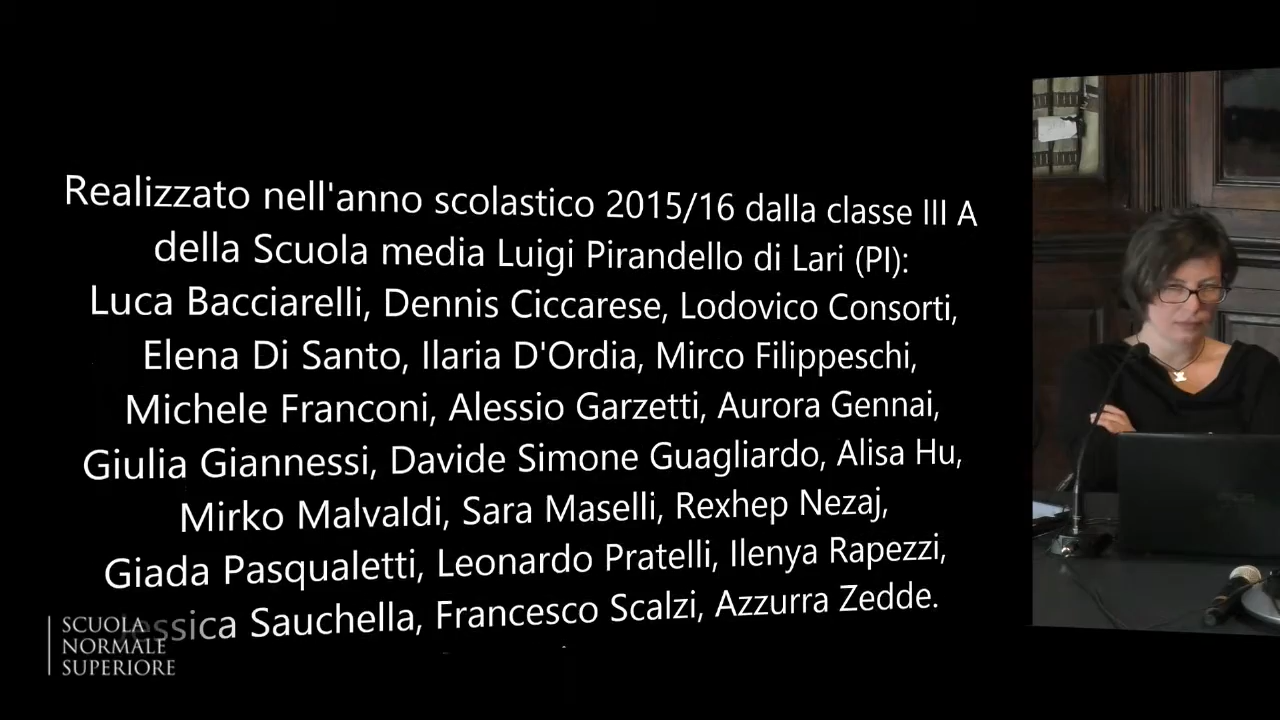 Realizzato nell'anno scolastico 2015/16 dalla classe III A
della Scuola media Luigi Pirandello di Lari (PI):
Luca Bacciarelli, Dennis Ciccarese, Lodovico Consorti,
Elena Di Santo, Ilaria D'Ordia, Mirco Filippeschi,
Michele Franconi, Alessio Garzetti, Aurora Gennai,
Giulia Giannessi, Davide Simone Guagliardo, Alisa Hu,
Mirko Malvaldi, Sara Maselli, Rexhep Nezaj,
Giada Pasqualetti, Leonardo Pratelli, Ilenya Rapezzi,
Jessica Sauchella, Francesco Scalzi, Azzurra Zedde.
SCUOLA
NORMALE
SUPERIORE